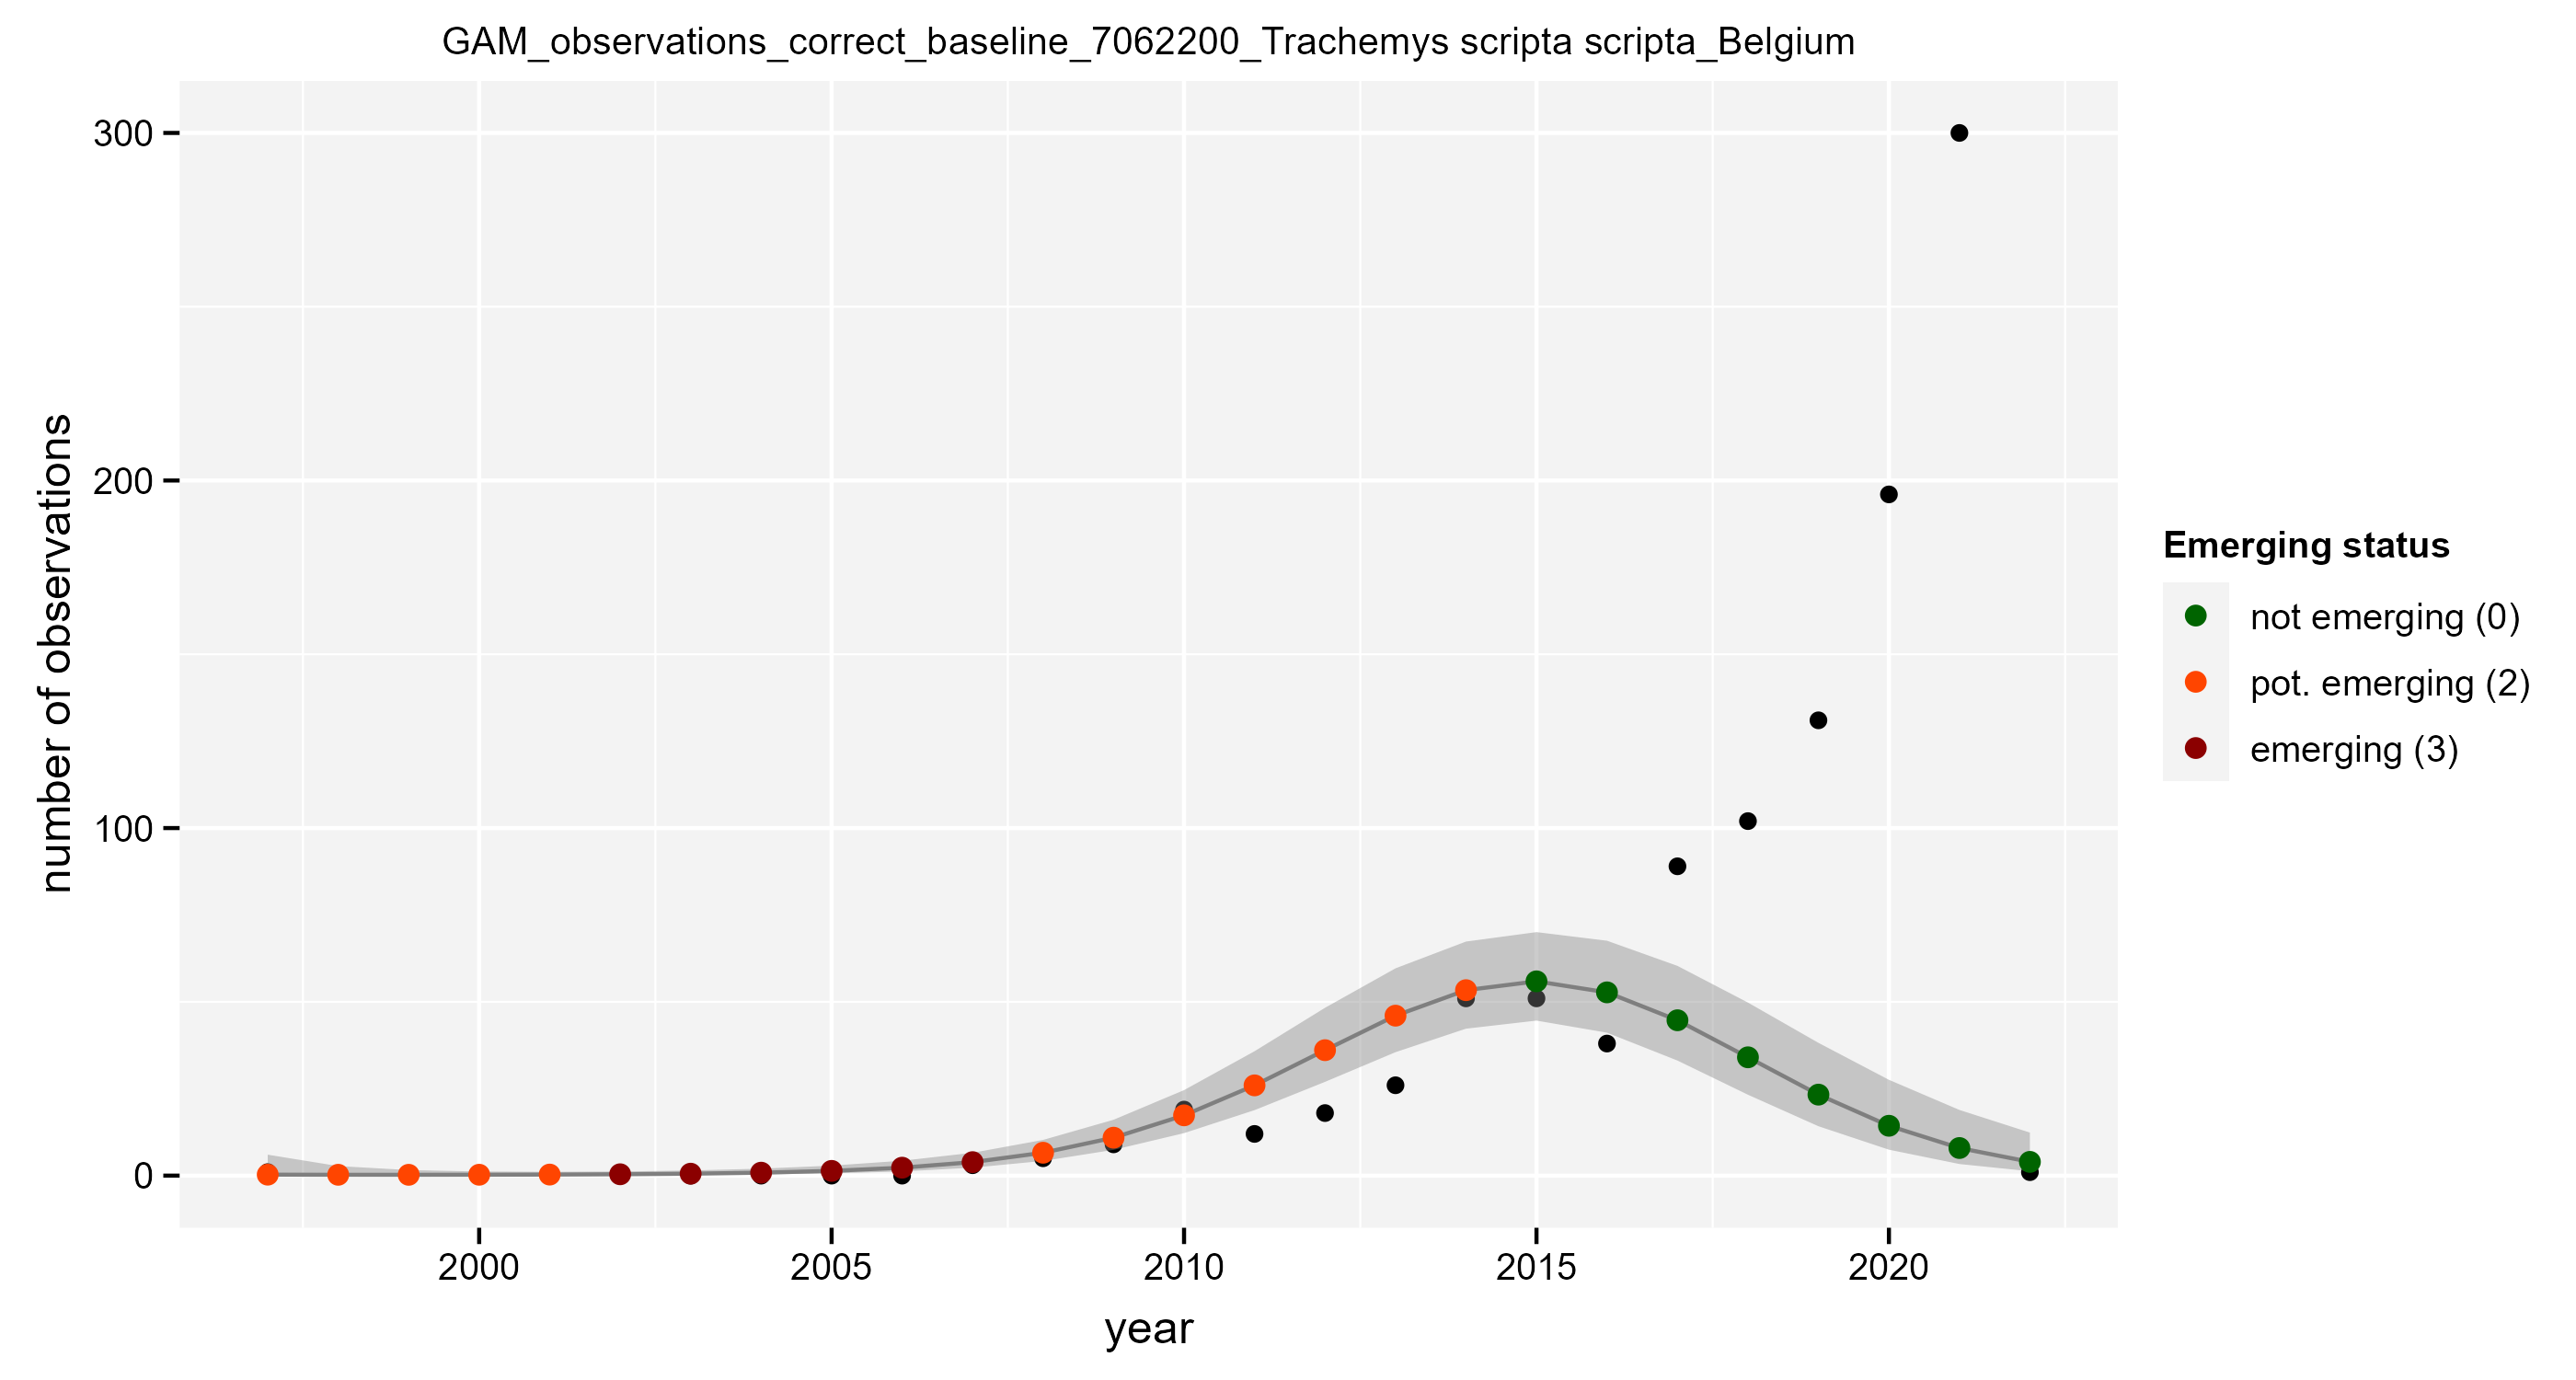 GAM_observations_correct_baseline_7062200_Trachemys scripta scripta_Belgium
number of observations
300
200
100
0
2000
2005
2010
2015
2020
year
Emerging status
not emerging (0)
pot. emerging (2)
emerging (3)